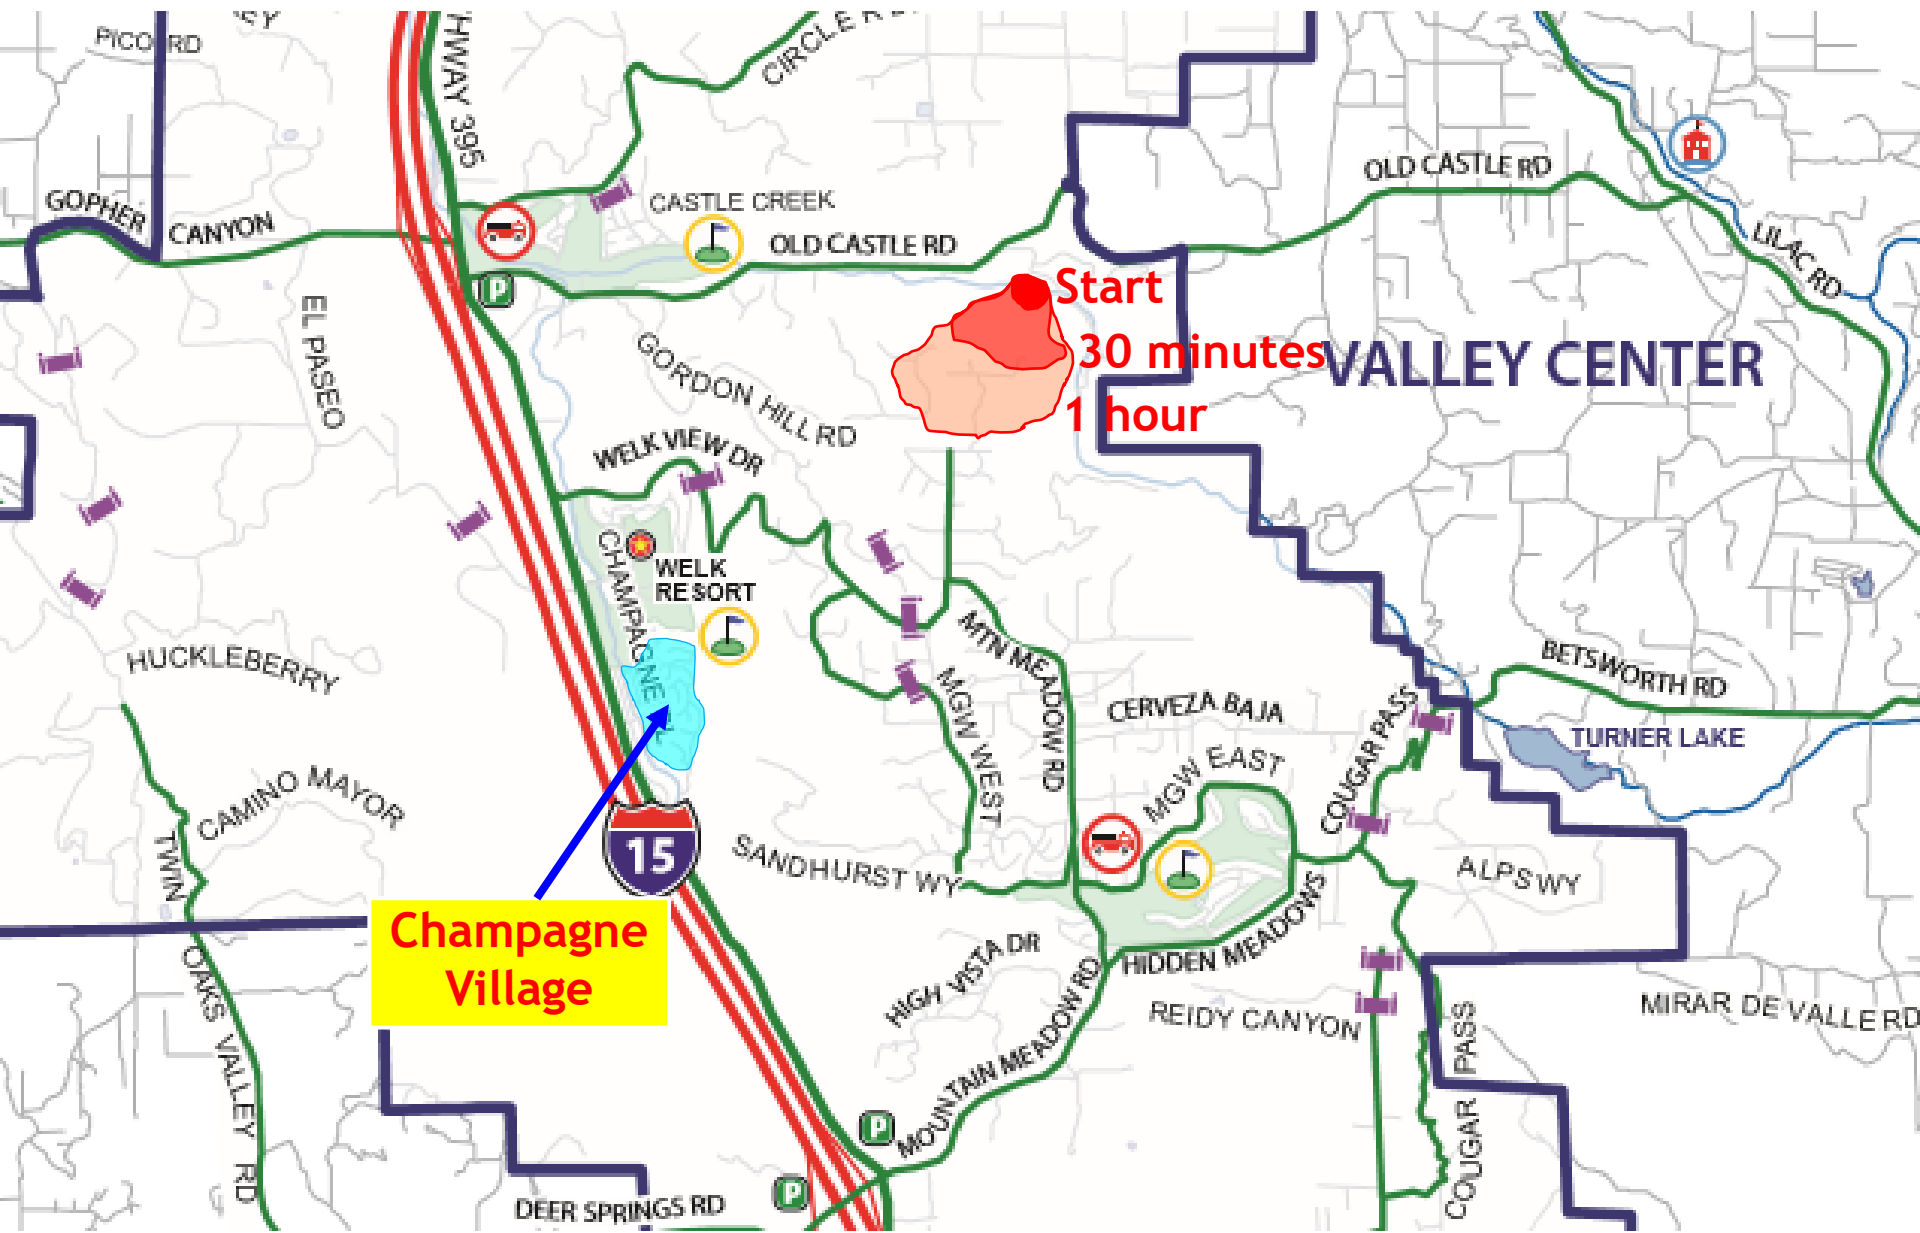 PICO RD
EY
HWAY 395
CIRCLE R D
GOPHER
CANYON
CASTLE CREEK
OLD CASTLE RD
OLD CASTLE RD
LILAC RD
P
EL PASEO
Start
30 minutes
1 hour
VALLEY CENTER
GORDON HILL RD
WELK VIEW DR
CHAMPAGNE
WELK
RESORT
HUCKLEBERRY
MTN MEADOW RD
MGW WEST
CERVEZA BAJA
BETSWORTH RD
COUGAR PASS
TURNER LAKE
MGW EAST
CAMINO MAYOR
TWIN
OAKS VALLEY RD
15
SANDHURST WY
ALPS WY
Champagne
Village
HIGH VISTA DR
HIDDEN MEADOWS
MOUNTAIN MEADOW RD
REIDY CANYON
MIRAR DE VALLE RD
COUGAR PASS
P
P
DEER SPRINGS RD